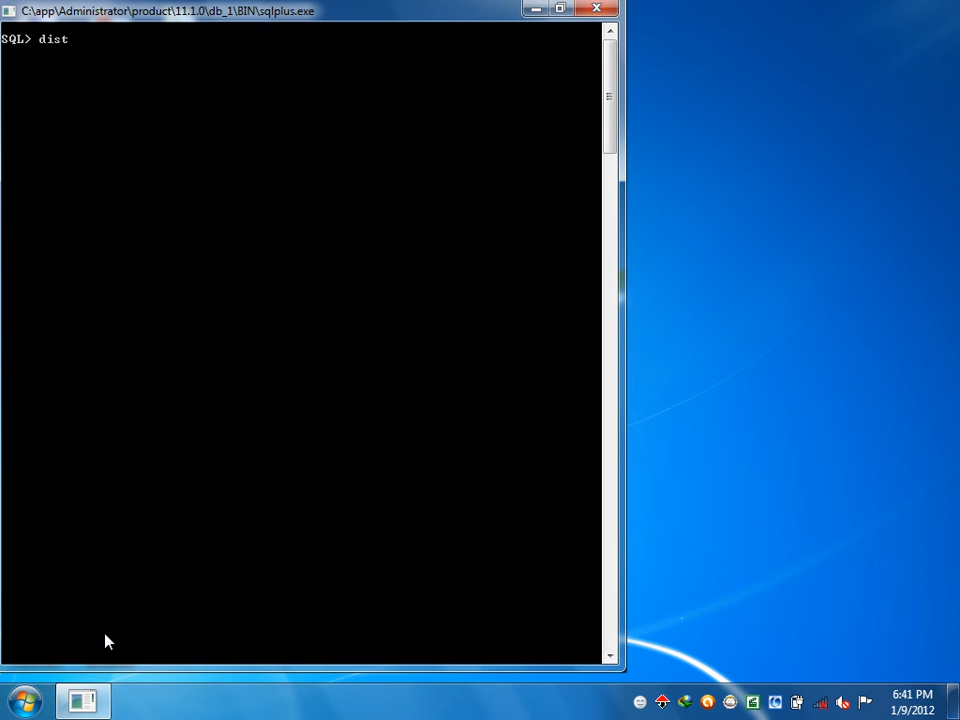 C:\app\Administrator\product\11.1.0\db_1\BIN\sqlplus.exe
SQL> dist
6:41 PM
1/9/2012